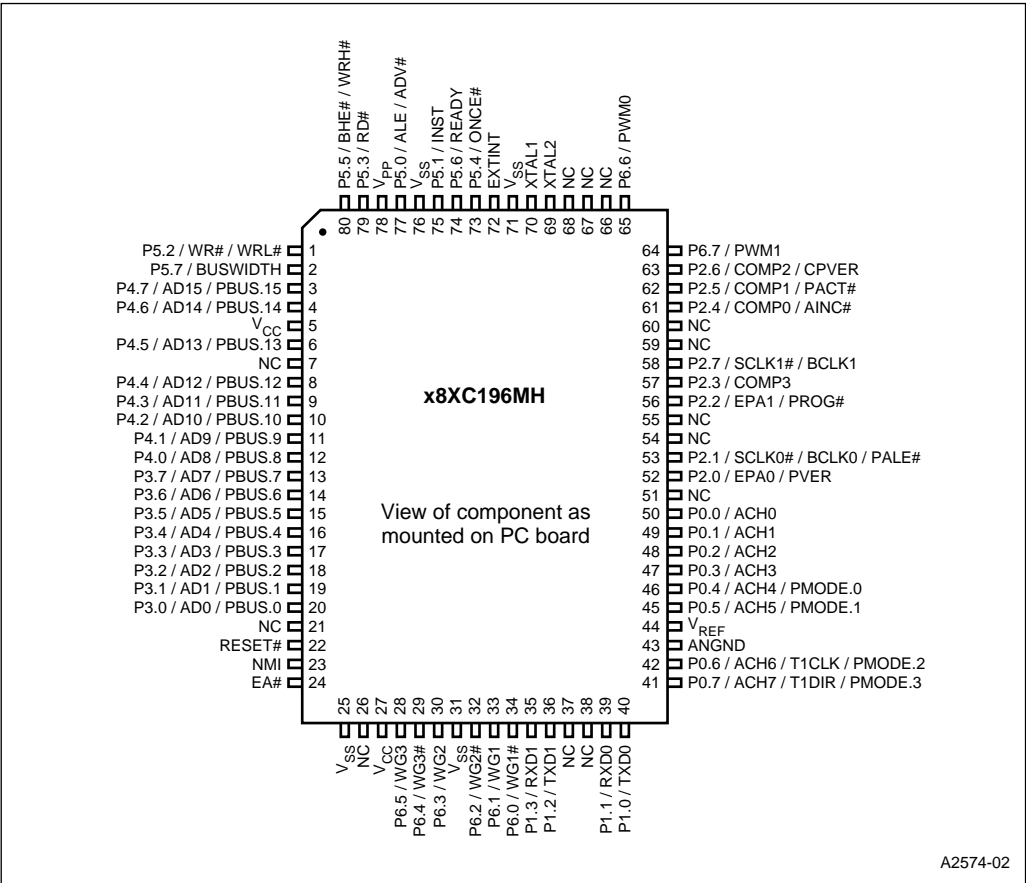 P5.5 / BHE# / WRH#
P5.3 / RD#
VPP
P5.0 / ALE / ADV#
VSS
P5.1 / INST
P5.6 / READY
P5.4 / ONCE#
EXTINT
VSS
XTAL1
XTAL2
NC
NC
NC
P6.6 / PWM0
80 79 78 77 76 75 74 73 72 71 70 69 68 67 66 65
P5.2 / WR# / WRL# 1
P5.7 / BUSWIDTH 2
P4.7 / AD15 / PBUS.15 3
P4.6 / AD14 / PBUS.14 4
VCC 5
P4.5 / AD13 / PBUS.13 6
NC 7
P4.4 / AD12 / PBUS.12 8
P4.3 / AD11 / PBUS.11 9
P4.2 / AD10 / PBUS.10 10
P4.1 / AD9 / PBUS.9 11
P4.0 / AD8 / PBUS.8 12
P3.7 / AD7 / PBUS.7 13
P3.6 / AD6 / PBUS.6 14
P3.5 / AD5 / PBUS.5 15
P3.4 / AD4 / PBUS.4 16
P3.3 / AD3 / PBUS.3 17
P3.2 / AD2 / PBUS.2 18
P3.1 / AD1 / PBUS.1 19
P3.0 / AD0 / PBUS.0 20
NC 21
RESET# 22
NMI 23
EA# 24
x8XC196MH
View of component as
mounted on PC board
64 P6.7 / PWM1
63 P2.6 / COMP2 / CPVER
62 P2.5 / COMP1 / PACT#
61 P2.4 / COMP0 / AINC#
60 NC
59 NC
58 P2.7 / SCLK1# / BCLK1
57 P2.3 / COMP3
56 P2.2 / EPA1 / PROG#
55 NC
54 NC
53 P2.1 / SCLK0# / BCLK0 / PALE#
52 P2.0 / EPA0 / PVER
51 NC
50 P0.0 / ACH0
49 P0.1 / ACH1
48 P0.2 / ACH2
47 P0.3 / ACH3
46 P0.4 / ACH4 / PMODE.0
45 P0.5 / ACH5 / PMODE.1
44 VREF
43 ANGND
42 P0.6 / ACH6 / T1CLK / PMODE.2
41 P0.7 / ACH7 / T1DIR / PMODE.3
25 26 27 28 29 30 31 32 33 34 35 36 37 38 39 40
VSS
NC
VCC
P6.5 / WG3
P6.4 / WG3#
P6.3 / WG2
VSS
P6.2 / WG2#
P6.1 / WG1
P6.0 / WG1#
P1.3 / RXD1
P1.2 / TXD1
NC
NC
P1.1 / RXD0
P1.0 / TXD0
A2574-02